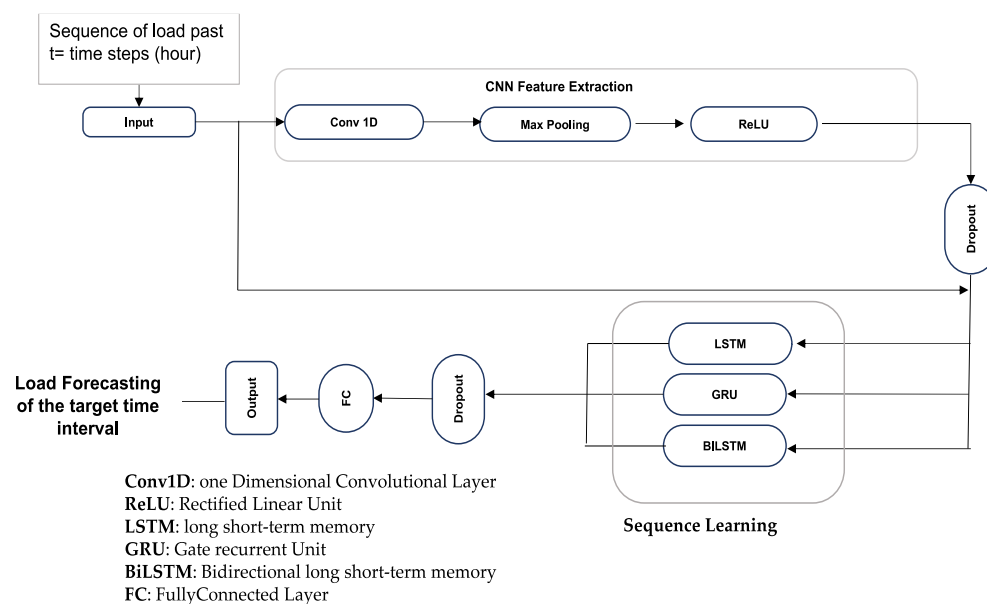 Sequence of load past
t= time steps (hour)
CNN Feature Extraction
Input
Conv 1D
Max Pooling
ReLU
Dropout
LSTM
GRU
BILSTM
Sequence Learning
Dropout
FC
Output
Load Forecasting
of the target time
interval
Conv1D: one Dimensional Convolutional Layer
ReLU: Rectified Linear Unit
LSTM: long short-term memory
GRU: Gate recurrent Unit
BiLSTM: Bidirectional long short-term memory
FC: FullyConnected Layer